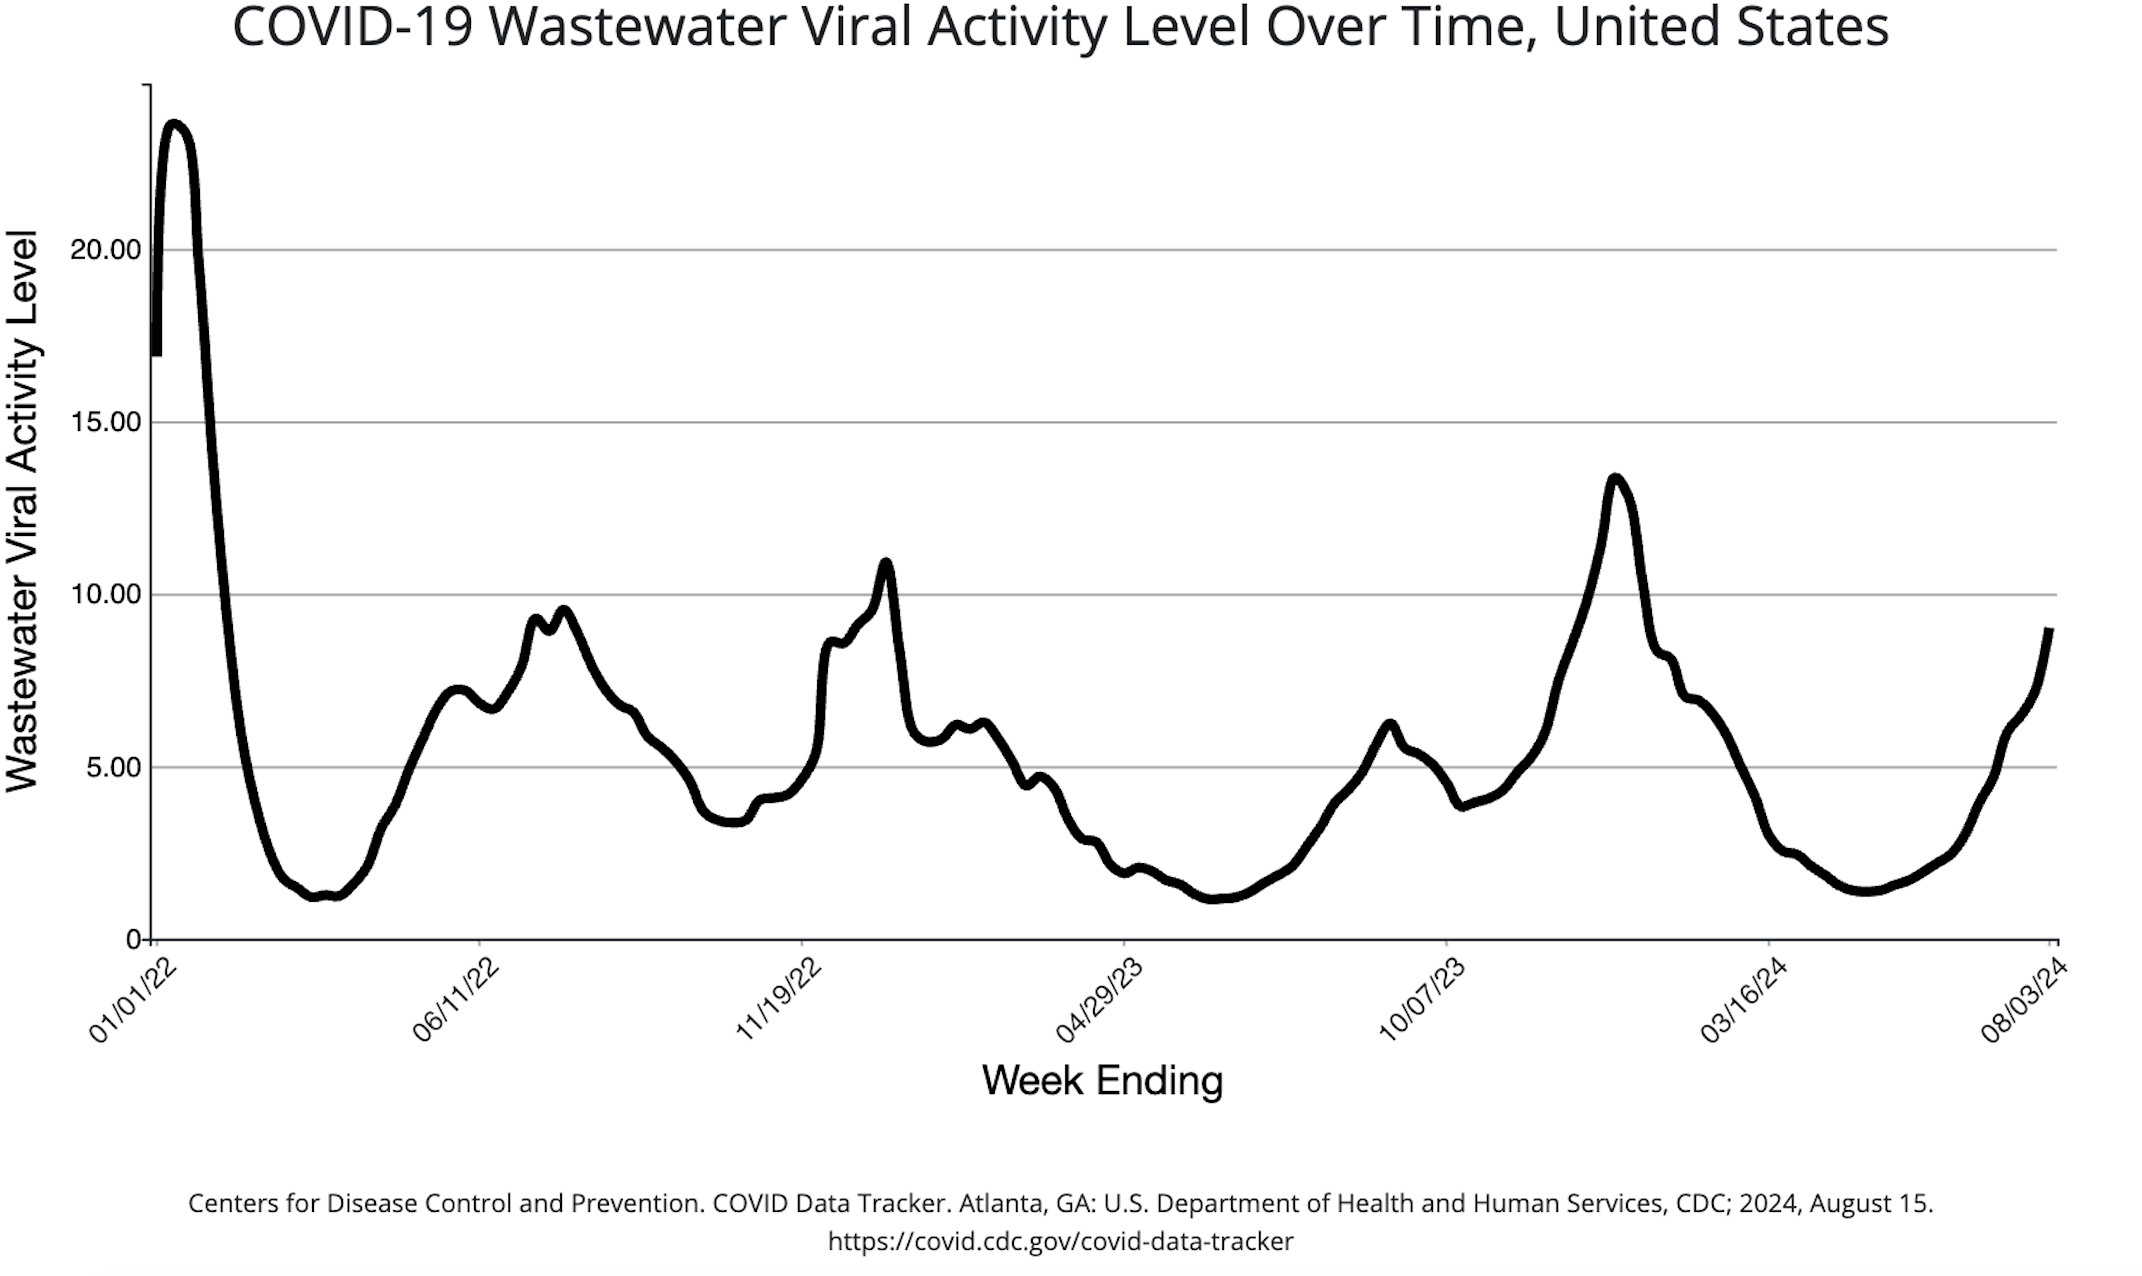 COVID-19 Wastewater Viral Activity Level Over Time, United States
Wastewater Viral Activity Level
20.00
15.00
10.00
5.00
0
01/01/22
06/11/22
11/19/22
04/29/23
10/07/23
03/16/24
08/03/24
Week Ending
Centers for Disease Control and Prevention. COVID Data Tracker. Atlanta, GA: U.S. Department of Health and Human Services, CDC; 2024, August 15.
https://covid.cdc.gov/covid-data-tracker